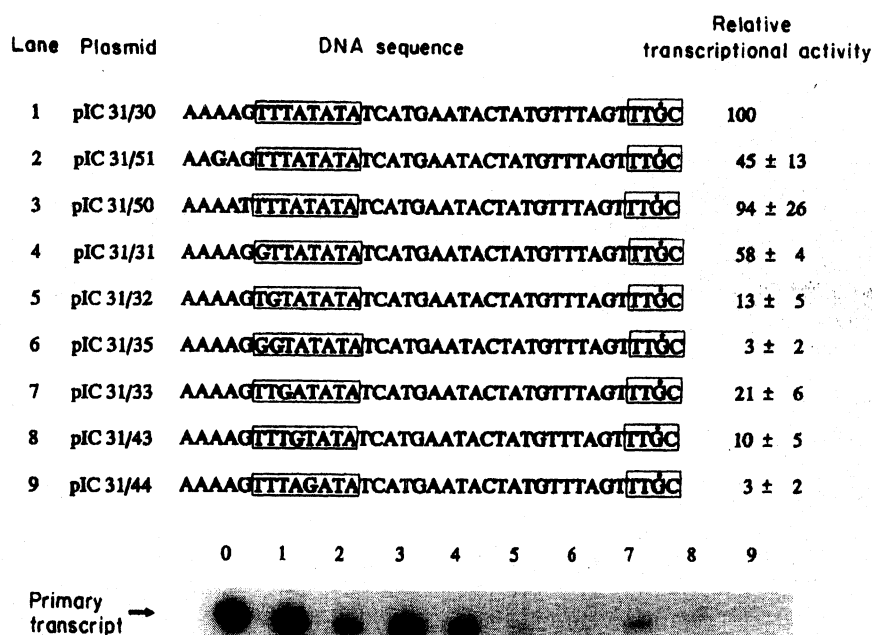 Relative
Lane Plasmid DNA sequence transcriptional activity
1 pIC 31/30 AAAAGTTTATATATCATGAATACTATGTTTAGTTTGC 100
2 pIC 31/51 AAGAGTTTATATATCATGAATACTATGTTTAGTTTGC 45 ± 13
3 pIC 31/50 AAAATTTTATATATCATGAATACTATGTTTAGTTTGC 94 ± 26
4 pIC 31/31 AAAAGGTTATATATCATGAATACTATGTTTAGTTTGC 58 ± 4
5 pIC 31/32 AAAAGTGTATATATCATGAATACTATGTTTAGTTTGC 13 ± 5
6 pIC 31/35 AAAAGGGTATATATCATGAATACTATGTTTAGTTTGC 3 ± 2
7 pIC 31/33 AAAAGTTGATATATCATGAATACTATGTTTAGTTTGC 21 ± 6
8 pIC 31/43 AAAAGTTTGTATATCATGAATACTATGTTTAGTTTGC 10 ± 5
9 pIC 31/44 AAAAGTTTAGATATCATGAATACTATGTTTAGTTTGC 3 ± 2
0 1 2 3 4 5 6 7 8 9
Primary
transcript →